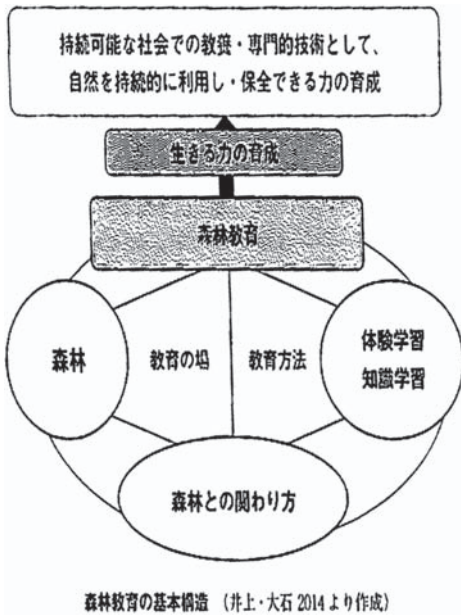 持続可能な社会での教養・専門的技術として、
自然を持続的に利用し・保全できる力の育成
生きる力の育成
森林教育
森林
教育の場
教育方法
体験学習
知識学習
森林との関わり方
森林教育の基本構造 (井上・大石 2014 より作成)